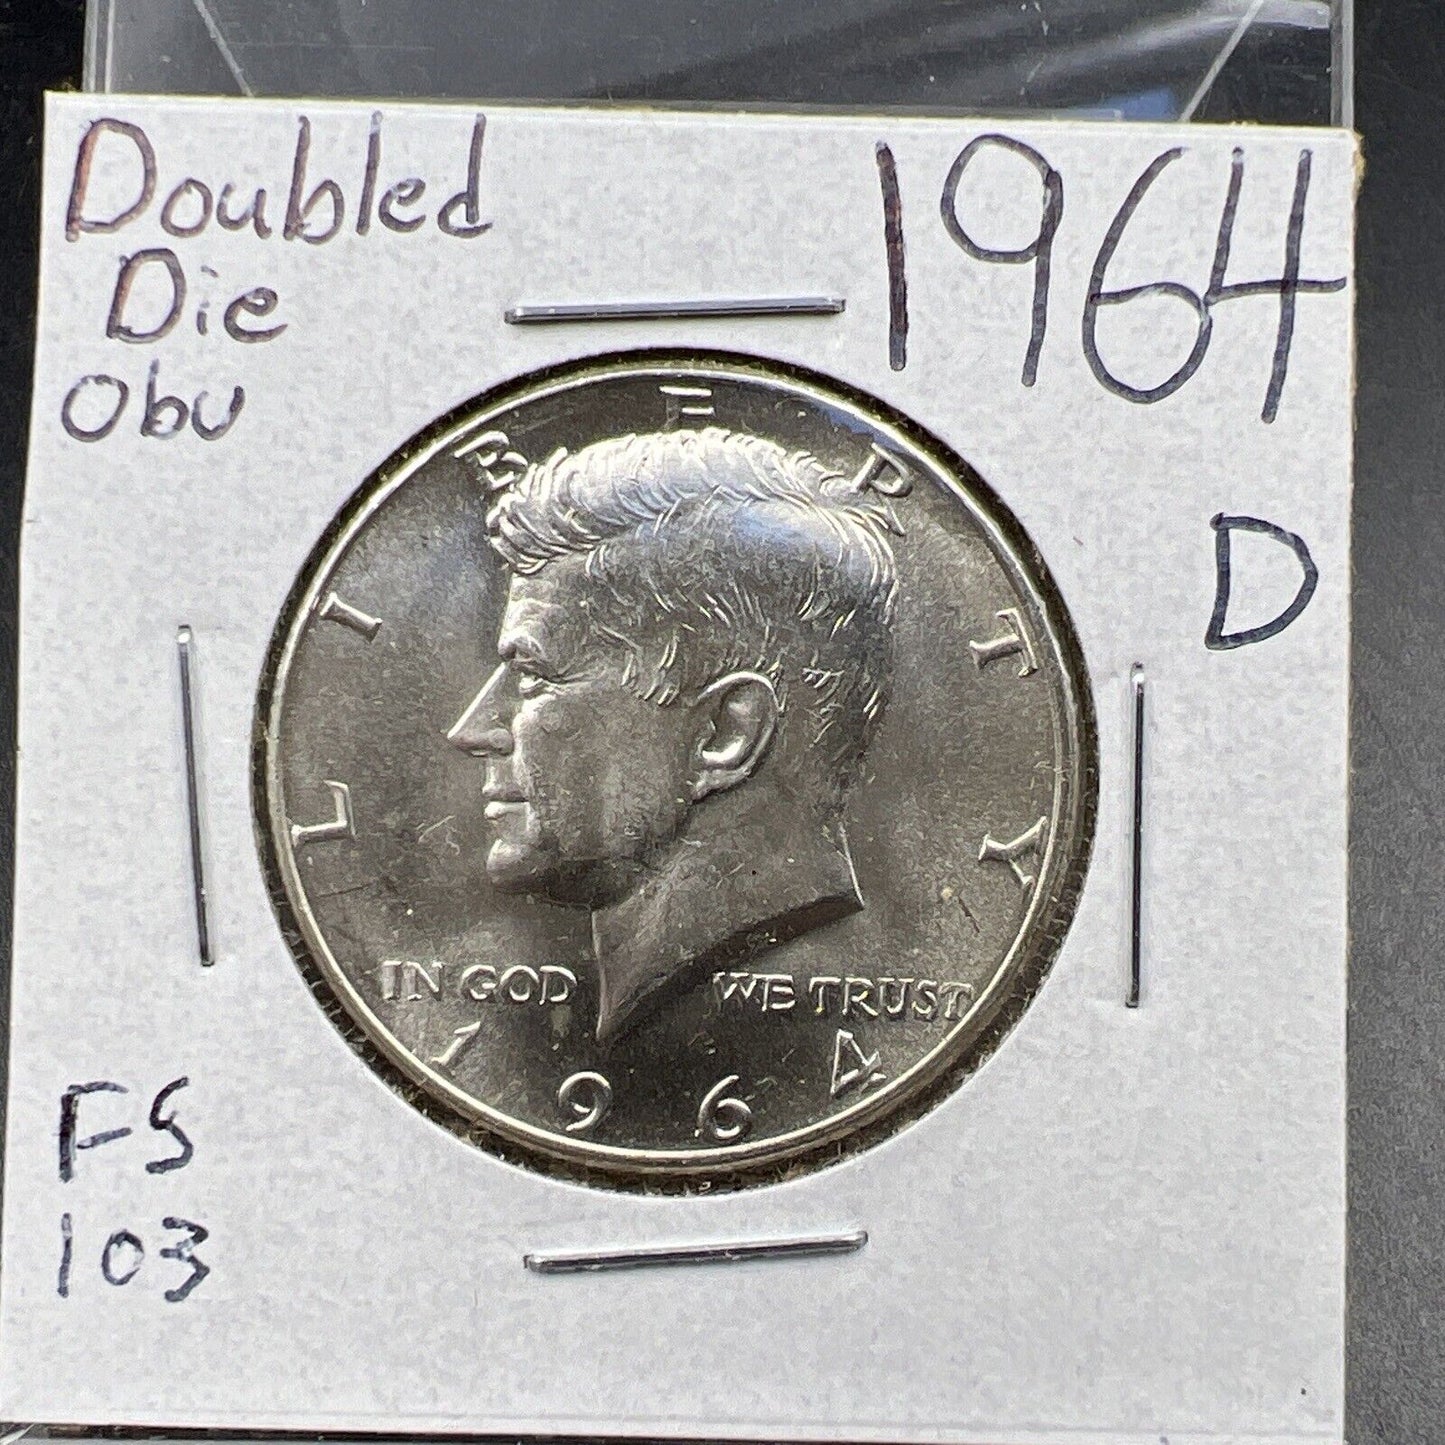 Doubled
Die
Obv
1964
D
LIBERTY
IN GOD WE TRUST
1964
FS
103